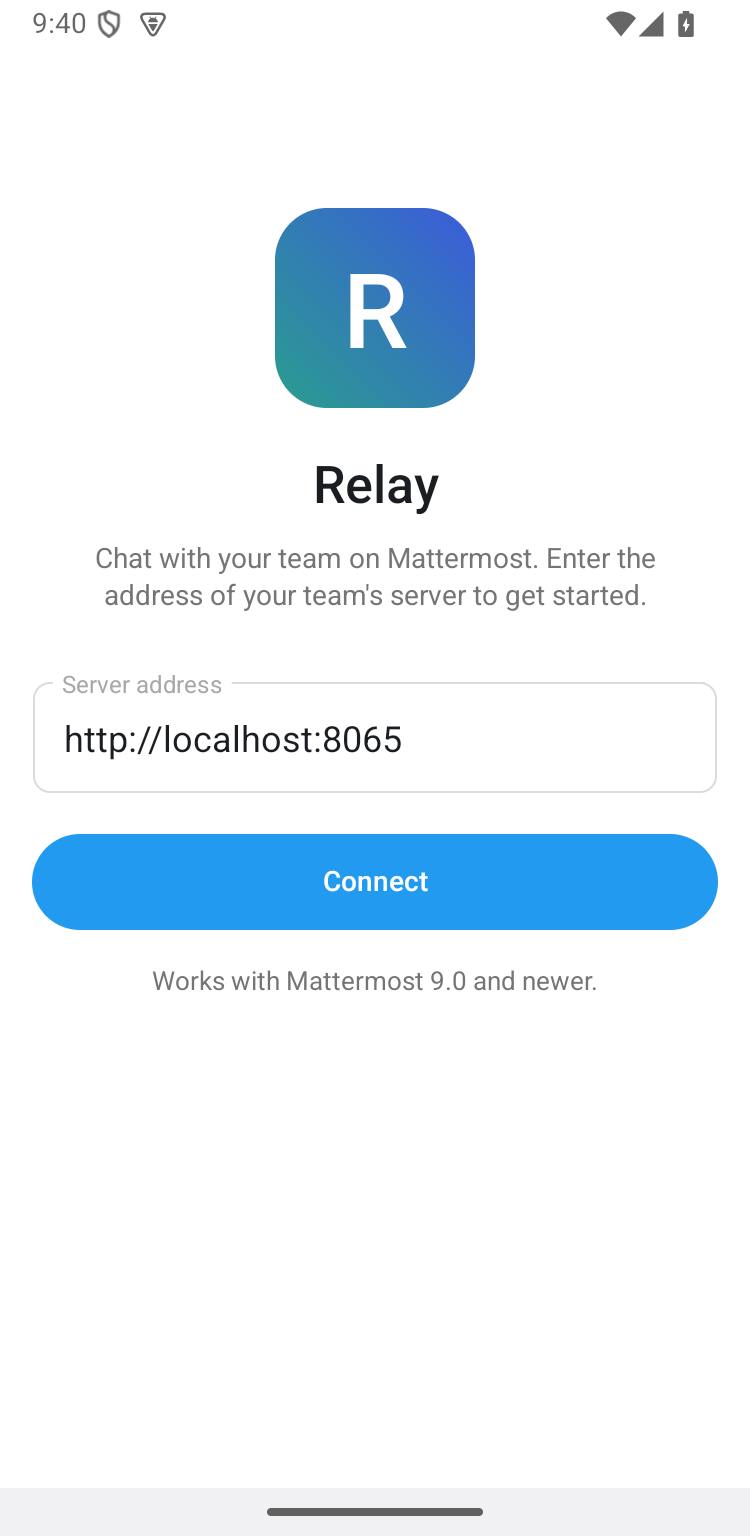 9:40
R
Relay
Chat with your team on Mattermost. Enter the
address of your team's server to get started.
Server address
http://localhost:8065
Connect
Works with Mattermost 9.0 and newer.